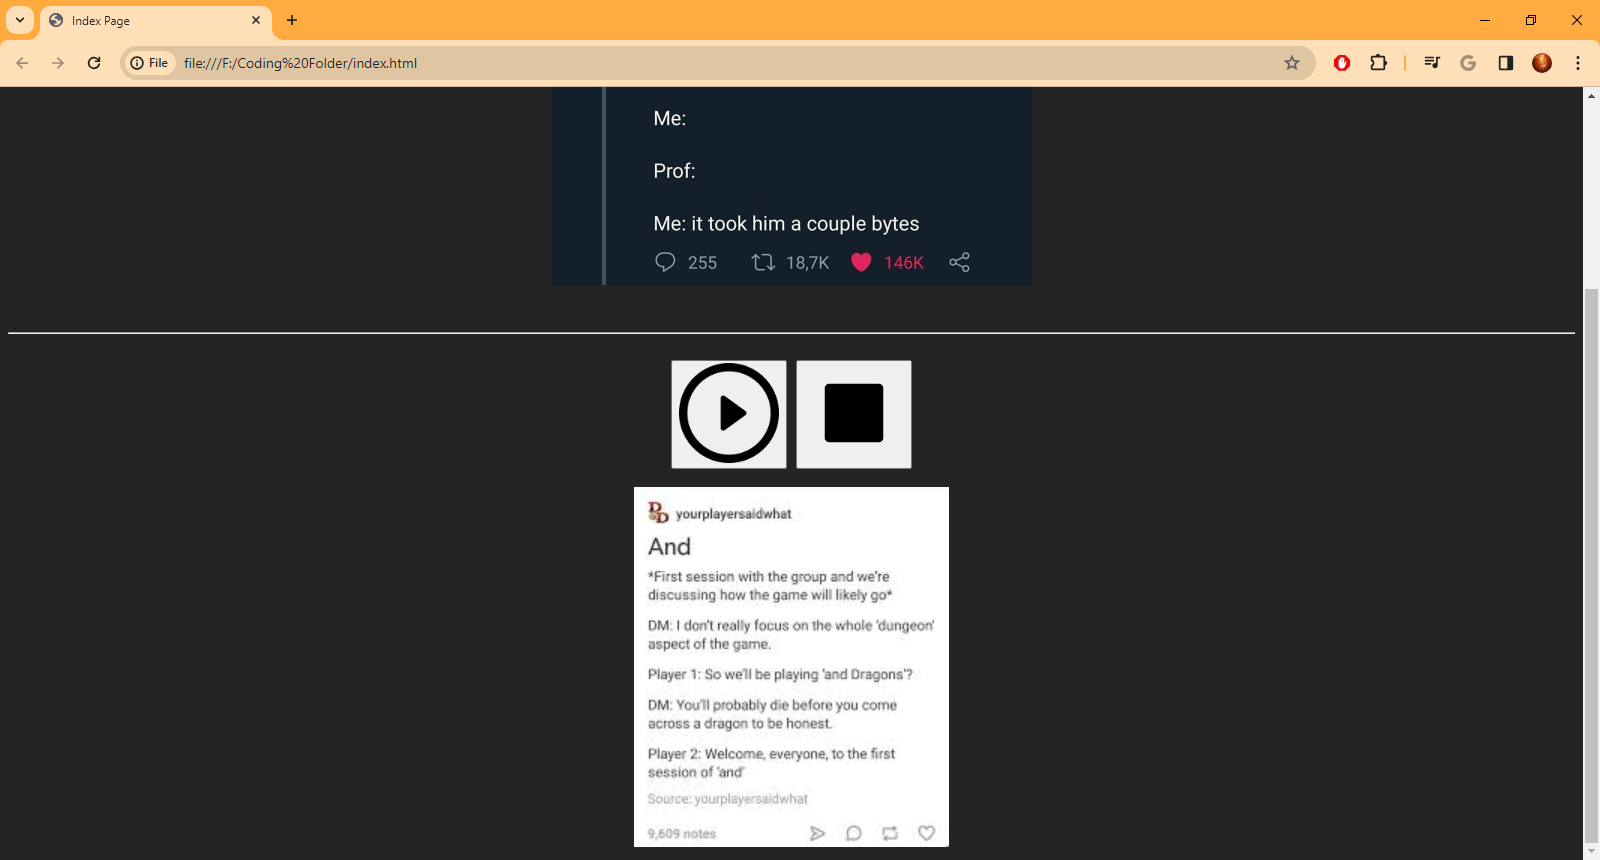 Index Page
File
file:///F:/Coding%20Folder/index.html
Me:
Prof:
Me: it took him a couple bytes
255 18,7K 146K
D&D yourplayersaidwhat
And
*First session with the group and we're
discussing how the game will likely go*
DM: I don't really focus on the whole 'dungeon'
aspect of the game.
Player 1: So we'll be playing 'and Dragons'?
DM: You'll probably die before you come
across a dragon to be honest.
Player 2: Welcome, everyone, to the first
session of 'and'
Source: yourplayersaidwhat
9,609 notes